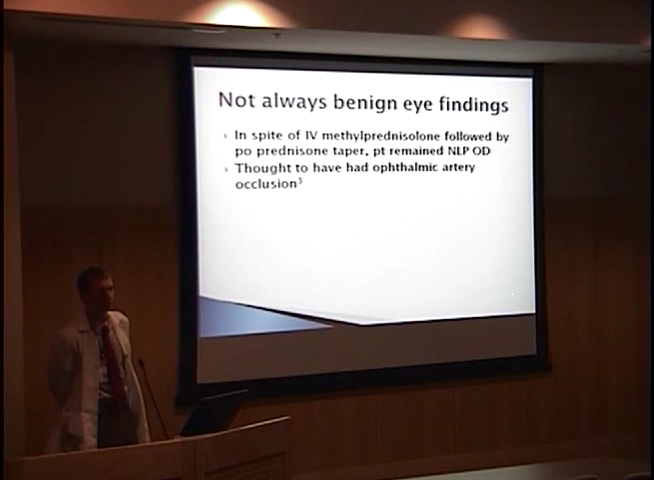 Not always benign eye findings
In spite of IV methylprednisolone followed by
po prednisone taper, pt remained NLP OD
Thought to have had ophthalmic artery
occlusion³